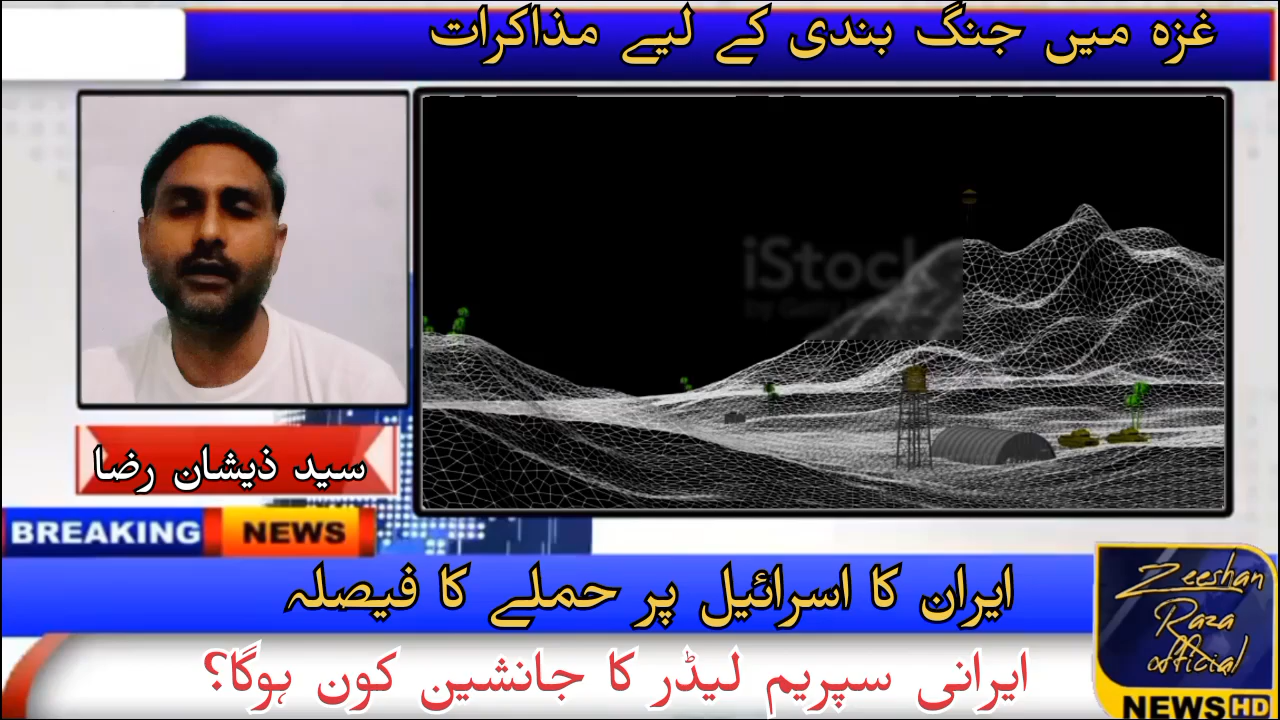 غزہ میں جنگ بندی کے لیے مذاکرات
iStock
سید ذیشان رضا
BREAKING NEWS
ایران کا اسرائیل پر حملے کا فیصلہ
ایرانی سپریم لیڈر کا جانشین کون ہوگا؟
Zeeshan
Raza
official
NEWS HD